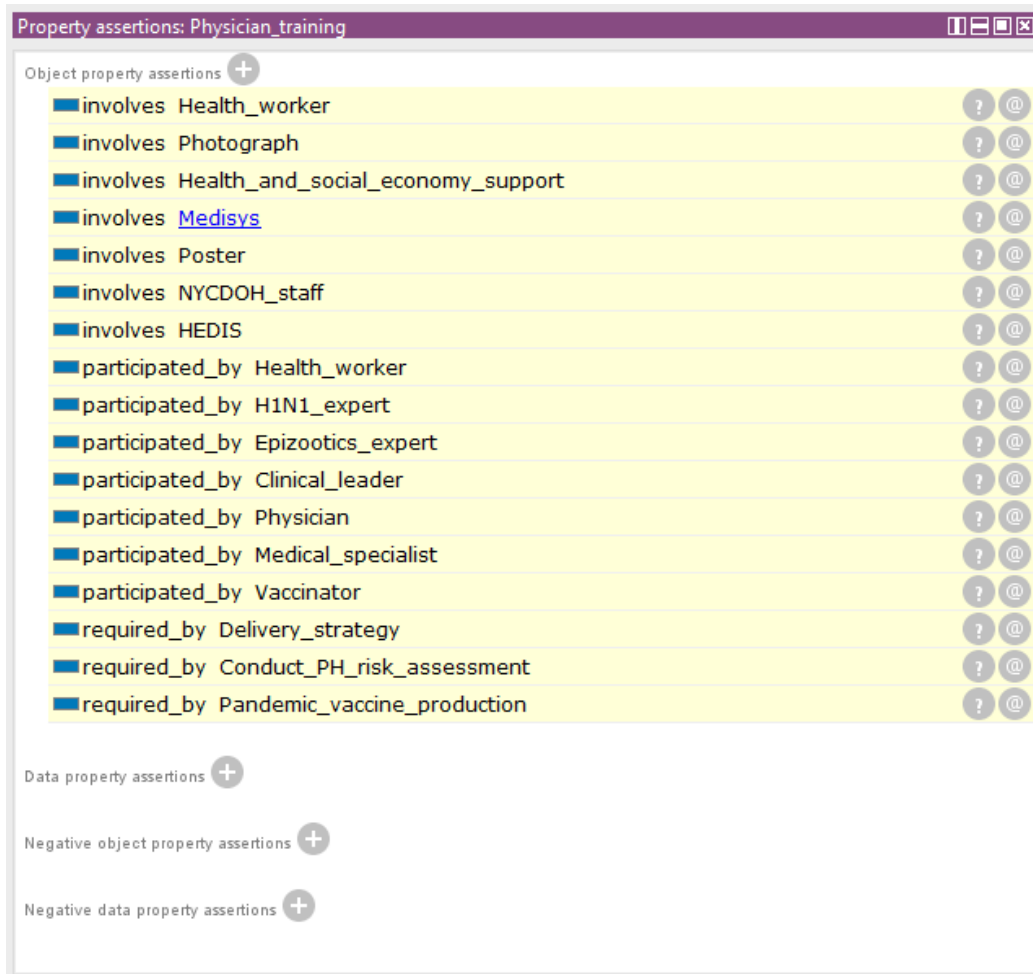 Property assertions: Physician_training
Object property assertions
involves Health_worker
involves Photograph
involves Health_and_social_economy_support
involves Medisys
involves Poster
involves NYCDOH_staff
involves HEDIS
participated_by Health_worker
participated_by H1N1_expert
participated_by Epizootics_expert
participated_by Clinical_leader
participated_by Physician
participated_by Medical_specialist
participated_by Vaccinator
required_by Delivery_strategy
required_by Conduct_PH_risk_assessment
required_by Pandemic_vaccine_production
Data property assertions
Negative object property assertions
Negative data property assertions